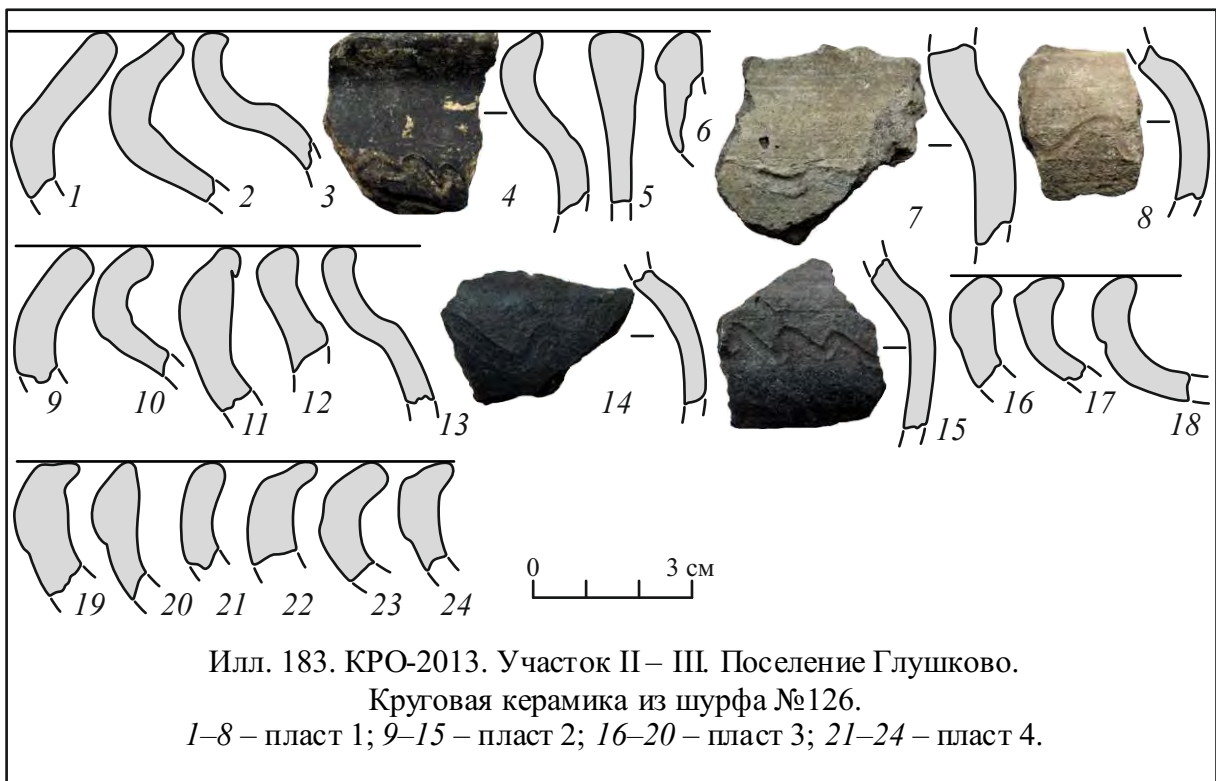 1 2 3 4 5 6 7 8
9 10 11 12 13 14 15 16 17 18
19 20 21 22 23 24
0 3 см
Илл. 183. КРО-2013. Участок II – III. Поселение Глушково.
Круговая керамика из шурфа №126.
1–8 – пласт 1; 9–15 – пласт 2; 16–20 – пласт 3; 21–24 – пласт 4.